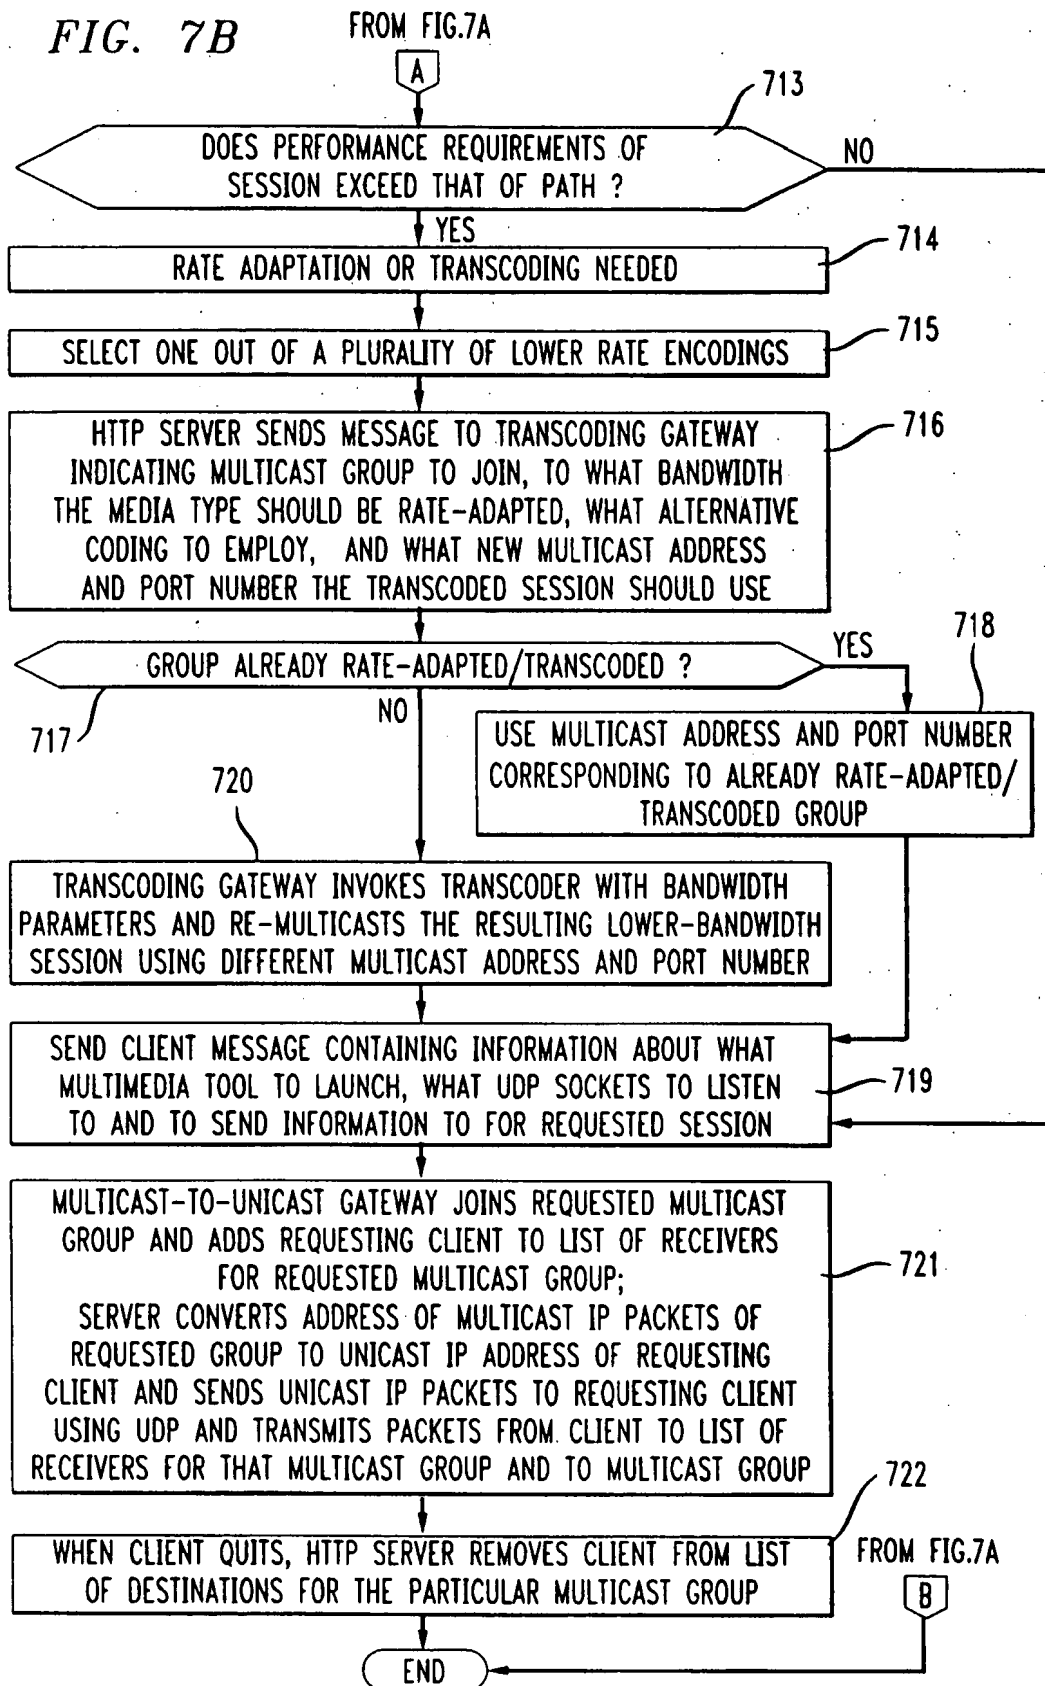 FIG. 7B
FROM FIG.7A
A
713
DOES PERFORMANCE REQUIREMENTS OF
SESSION EXCEED THAT OF PATH ?
NO
YES
714
RATE ADAPTATION OR TRANSCODING NEEDED
715
SELECT ONE OUT OF A PLURALITY OF LOWER RATE ENCODINGS
716
HTTP SERVER SENDS MESSAGE TO TRANSCODING GATEWAY
INDICATING MULTICAST GROUP TO JOIN, TO WHAT BANDWIDTH
THE MEDIA TYPE SHOULD BE RATE-ADAPTED, WHAT ALTERNATIVE
CODING TO EMPLOY, AND WHAT NEW MULTICAST ADDRESS
AND PORT NUMBER THE TRANSCODED SESSION SHOULD USE
GROUP ALREADY RATE-ADAPTED/TRANSCODED ?
YES
718
717
NO
USE MULTICAST ADDRESS AND PORT NUMBER
CORRESPONDING TO ALREADY RATE-ADAPTED/
TRANSCODED GROUP
720
TRANSCODING GATEWAY INVOKES TRANSCODER WITH BANDWIDTH
PARAMETERS AND RE-MULTICASTS THE RESULTING LOWER-BANDWIDTH
SESSION USING DIFFERENT MULTICAST ADDRESS AND PORT NUMBER
SEND CLIENT MESSAGE CONTAINING INFORMATION ABOUT WHAT
MULTIMEDIA TOOL TO LAUNCH, WHAT UDP SOCKETS TO LISTEN
TO AND TO SEND INFORMATION TO FOR REQUESTED SESSION
719
MULTICAST-TO-UNICAST GATEWAY JOINS REQUESTED MULTICAST
GROUP AND ADDS REQUESTING CLIENT TO LIST OF RECEIVERS
FOR REQUESTED MULTICAST GROUP;
SERVER CONVERTS ADDRESS OF MULTICAST IP PACKETS OF
REQUESTED GROUP TO UNICAST IP ADDRESS OF REQUESTING
CLIENT AND SENDS UNICAST IP PACKETS TO REQUESTING CLIENT
USING UDP AND TRANSMITS PACKETS FROM CLIENT TO LIST OF
RECEIVERS FOR THAT MULTICAST GROUP AND TO MULTICAST GROUP
721
722
WHEN CLIENT QUITS, HTTP SERVER REMOVES CLIENT FROM LIST
OF DESTINATIONS FOR THE PARTICULAR MULTICAST GROUP
FROM FIG.7A
B
END